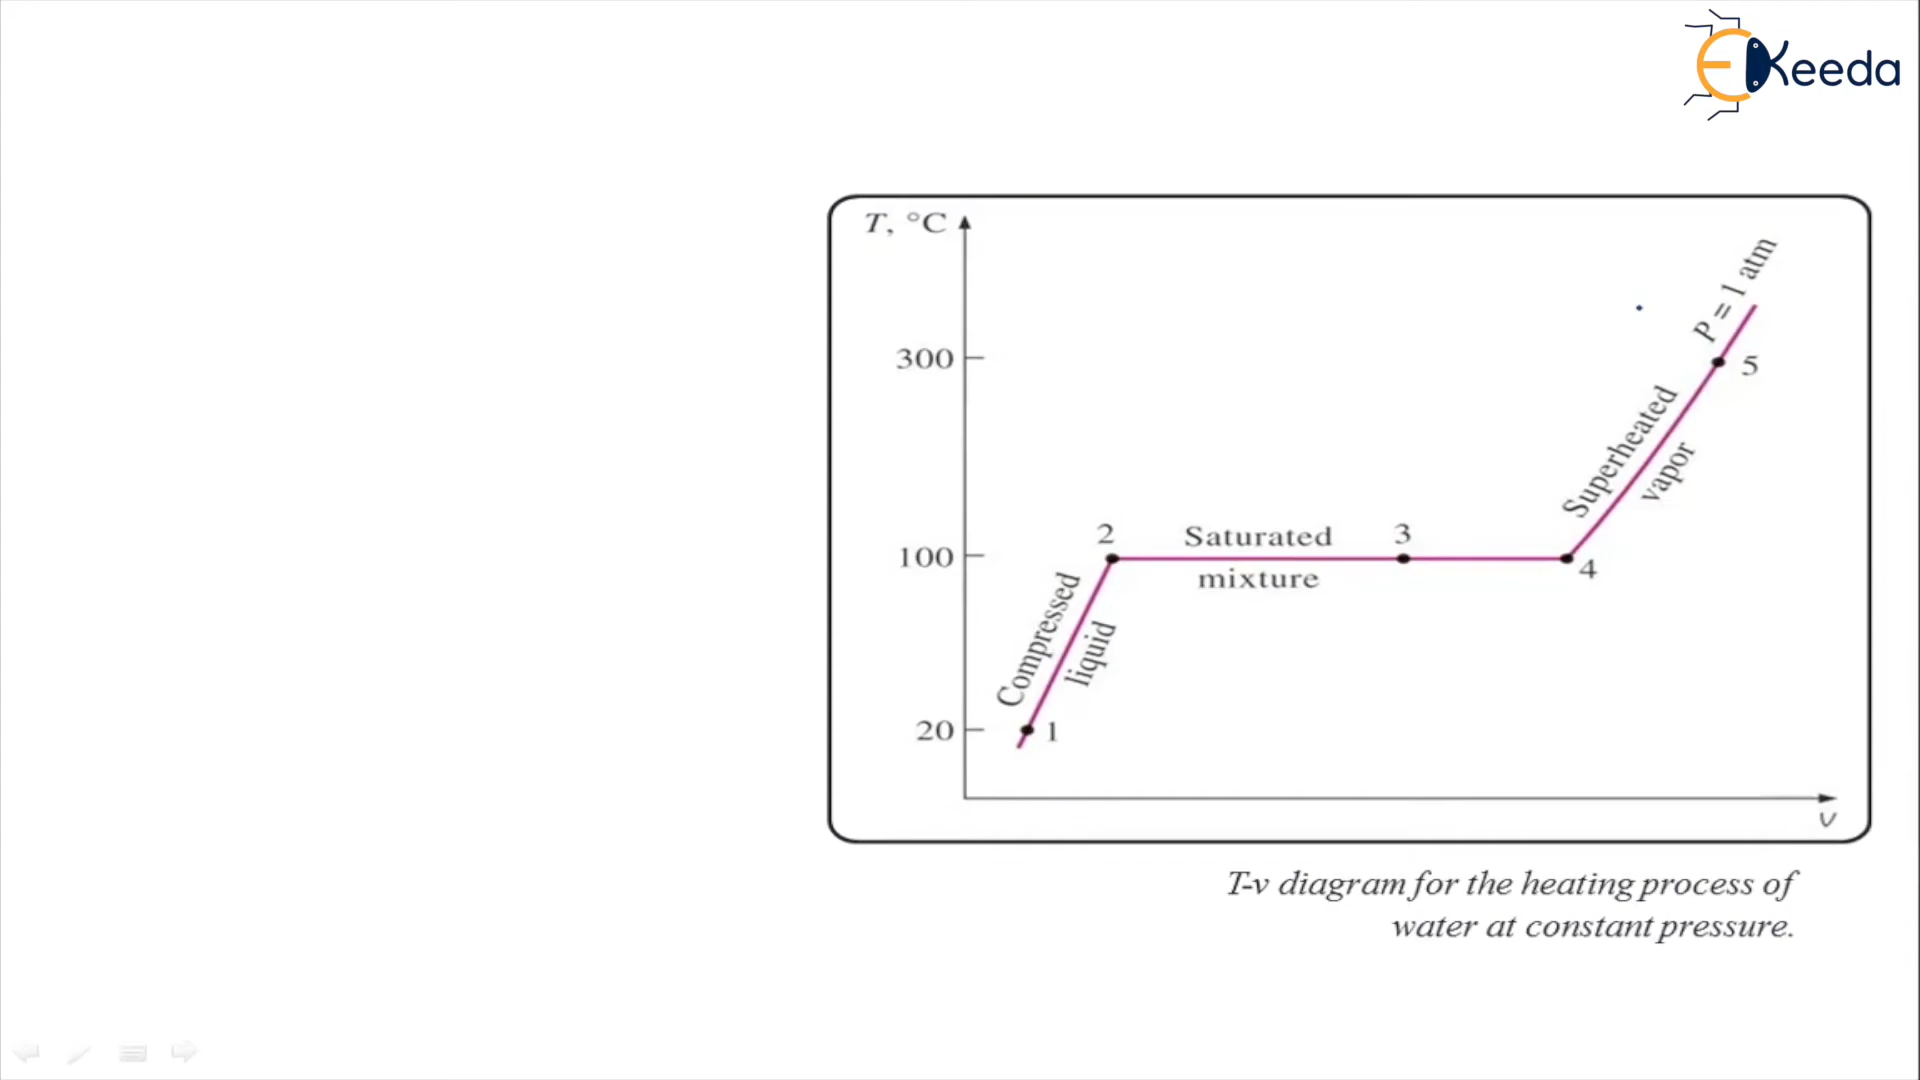 EKeeda
T, °C
P = 1 atm
300
5
Superheated
vapor
2
Saturated
3
100
mixture
4
Compressed
liquid
20
1
v
T-v diagram for the heating process of
water at constant pressure.